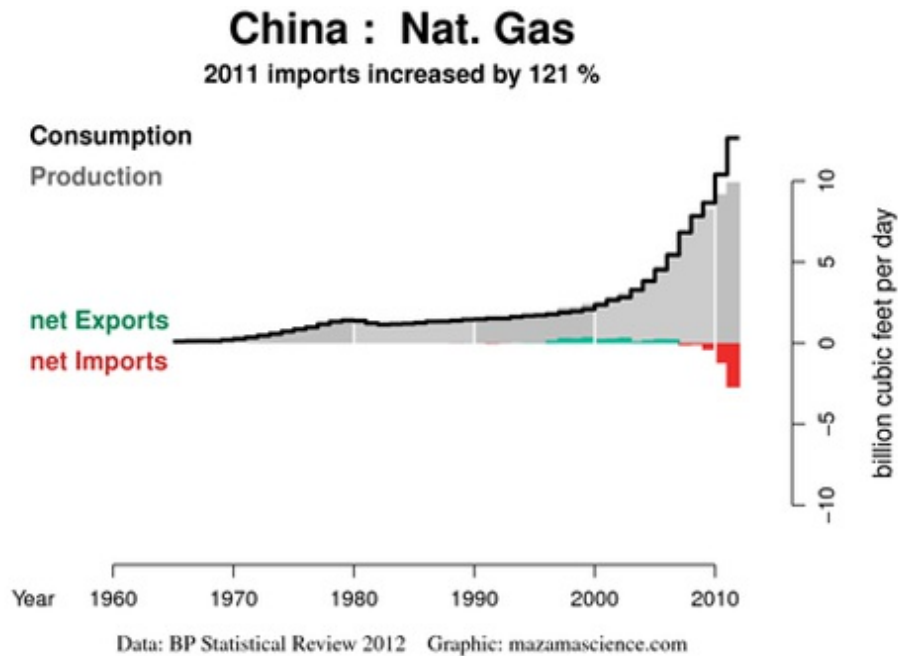 China : Nat. Gas
2011 imports increased by 121 %
Consumption
Production
net Exports
net Imports
10
5
0
−5
−10
billion cubic feet per day
Year 1960 1970 1980 1990 2000 2010
Data: BP Statistical Review 2012 Graphic: mazamascience.com